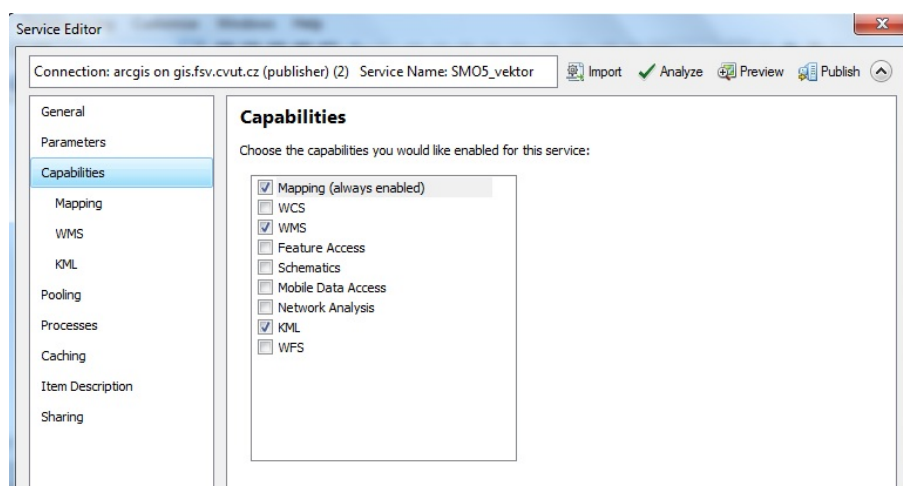 Service Editor
Connection: arcgis on gis.fsv.cvut.cz (publisher) (2) Service Name: SMO5_vektor Import Analyze Preview Publish
General
Parameters
Capabilities
Mapping
WMS
KML
Pooling
Processes
Caching
Item Description
Sharing
Capabilities
Choose the capabilities you would like enabled for this service:
Mapping (always enabled)
WCS
WMS
Feature Access
Schematics
Mobile Data Access
Network Analysis
KML
WFS